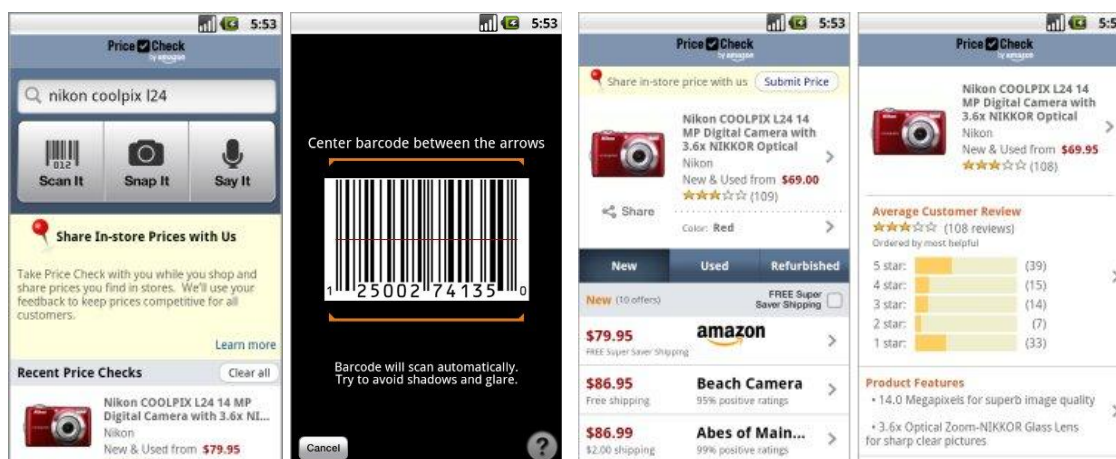 5:53
Price Check
by amazon
nikon coolpix l24
012
Scan It
Snap It
Say It
Share In-store Prices with Us
Take Price Check with you while you shop and
share prices you find in stores. We'll use your
feedback to keep prices competitive for all
customers.
Learn more
Recent Price Checks
Clear all
Nikon COOLPIX L24 14 MP
Digital Camera with 3.6x NI...
Nikon
New & Used from $79.95
5:53
Center barcode between the arrows
1 25002 74135 0
Barcode will scan automatically.
Try to avoid shadows and glare.
Cancel
?
5:53
Price Check
by amazon
Share in-store price with us
Submit Price
Nikon COOLPIX L24 14
MP Digital Camera with
3.6x NIKKOR Optical
Nikon
New & Used from $69.00
(109)
Share
Color: Red
New
Used
Refurbished
New (10 offers)
FREE Super
Saver Shipping
$79.95
amazon
FREE Super Saver Shipping
$86.95
Beach Camera
Free shipping
95% positive ratings
$86.99
Abes of Main...
$2.00 shipping
99% positive ratings
5:5
Price Check
by amazon
Nikon COOLPIX L24 14
MP Digital Camera with
3.6x NIKKOR Optical
Nikon
New & Used from $69.95
(108)
Average Customer Review
(108 reviews)
Ordered by most helpful
5 star: (39)
4 star: (15)
3 star: (14)
2 star: (7)
1 star: (33)
Product Features
• 14.0 Megapixels for superb image quality
• 3.6x Optical Zoom-NIKKOR Glass Lens
for sharp clear pictures